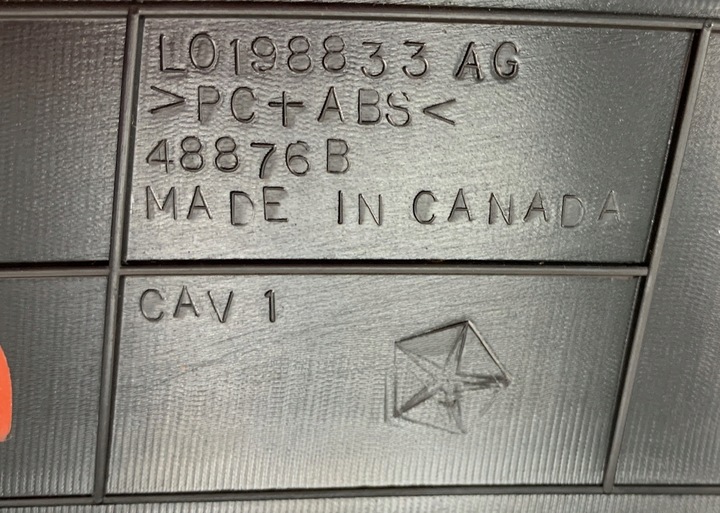 L0198833 AG
>PC+ABS<
48876B
MADE IN CANADA
CAV 1